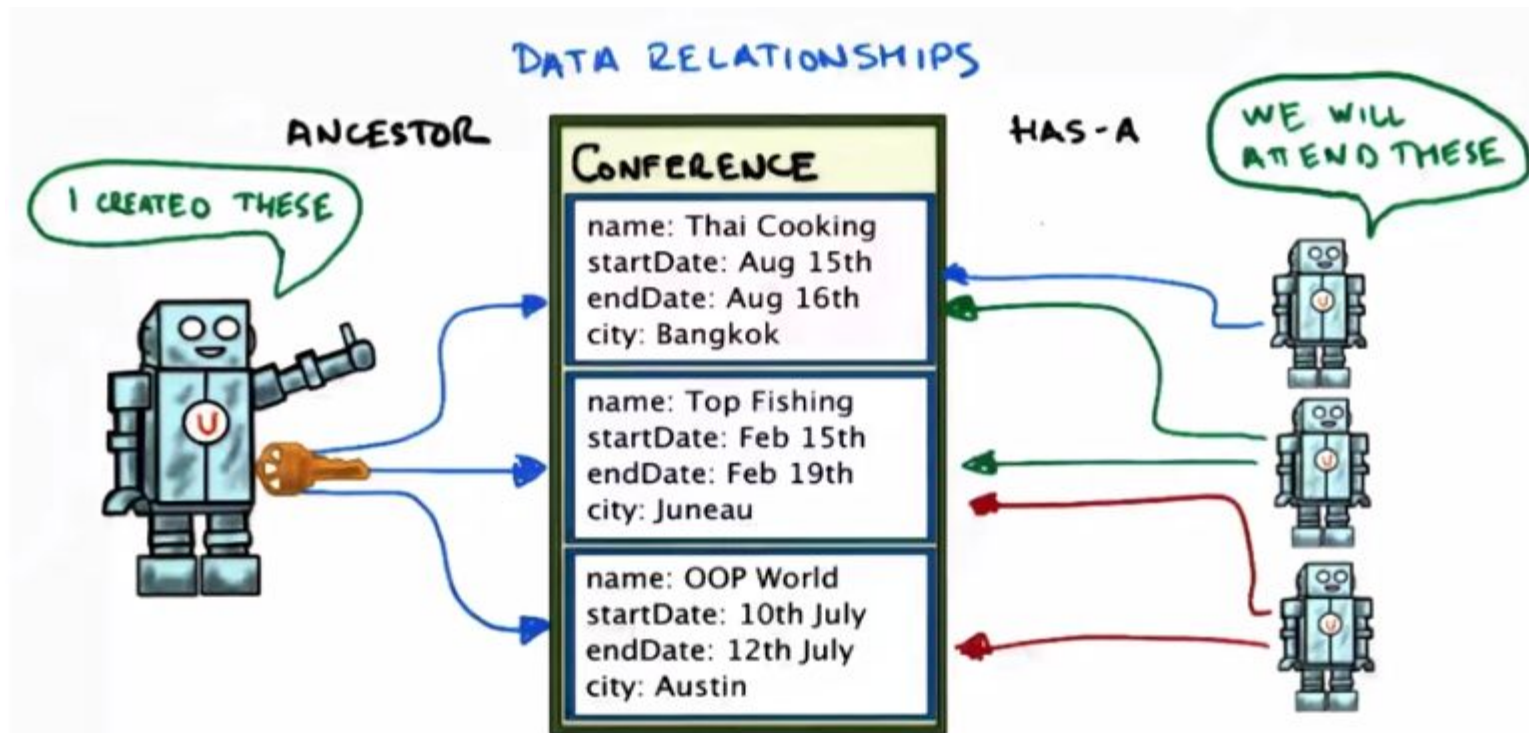 DATA RELATIONSHIPS
ANCESTOR
HAS-A
I CREATED THESE
WE WILL
ATTEND THESE
CONFERENCE
name: Thai Cooking
startDate: Aug 15th
endDate: Aug 16th
city: Bangkok
name: Top Fishing
startDate: Feb 15th
endDate: Feb 19th
city: Juneau
name: OOP World
startDate: 10th July
endDate: 12th July
city: Austin
U
U
U
U